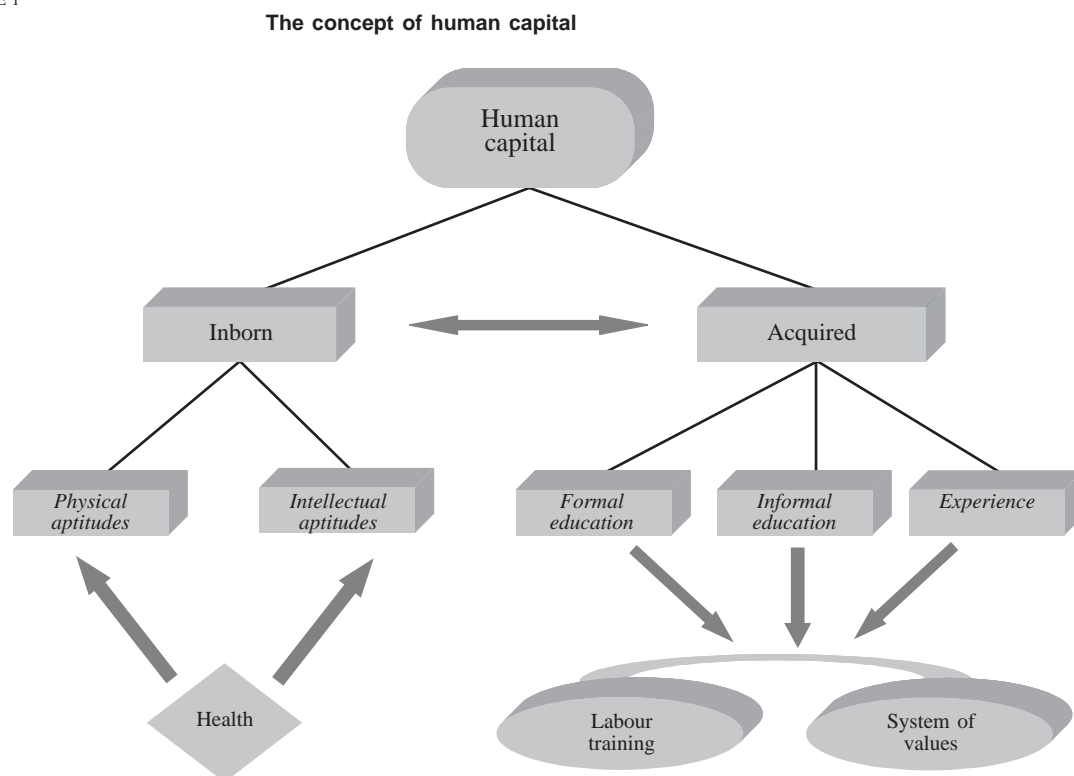 The concept of human capital
Human
capital
Inborn
Acquired
Physical
aptitudes
Intellectual
aptitudes
Formal
education
Informal
education
Experience
Health
Labour
training
System of
values